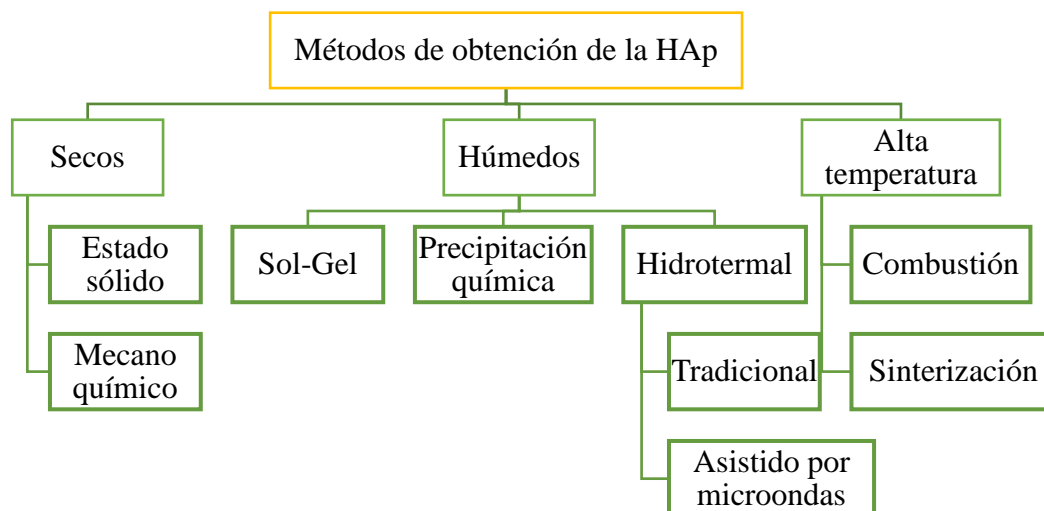 Métodos de obtención de la HAp
Secos
Húmedos
Alta
temperatura
Estado
sólido
Mecano
químico
Sol-Gel
Precipitación
química
Hidrotermal
Tradicional
Asistido por
microondas
Combustión
Sinterización